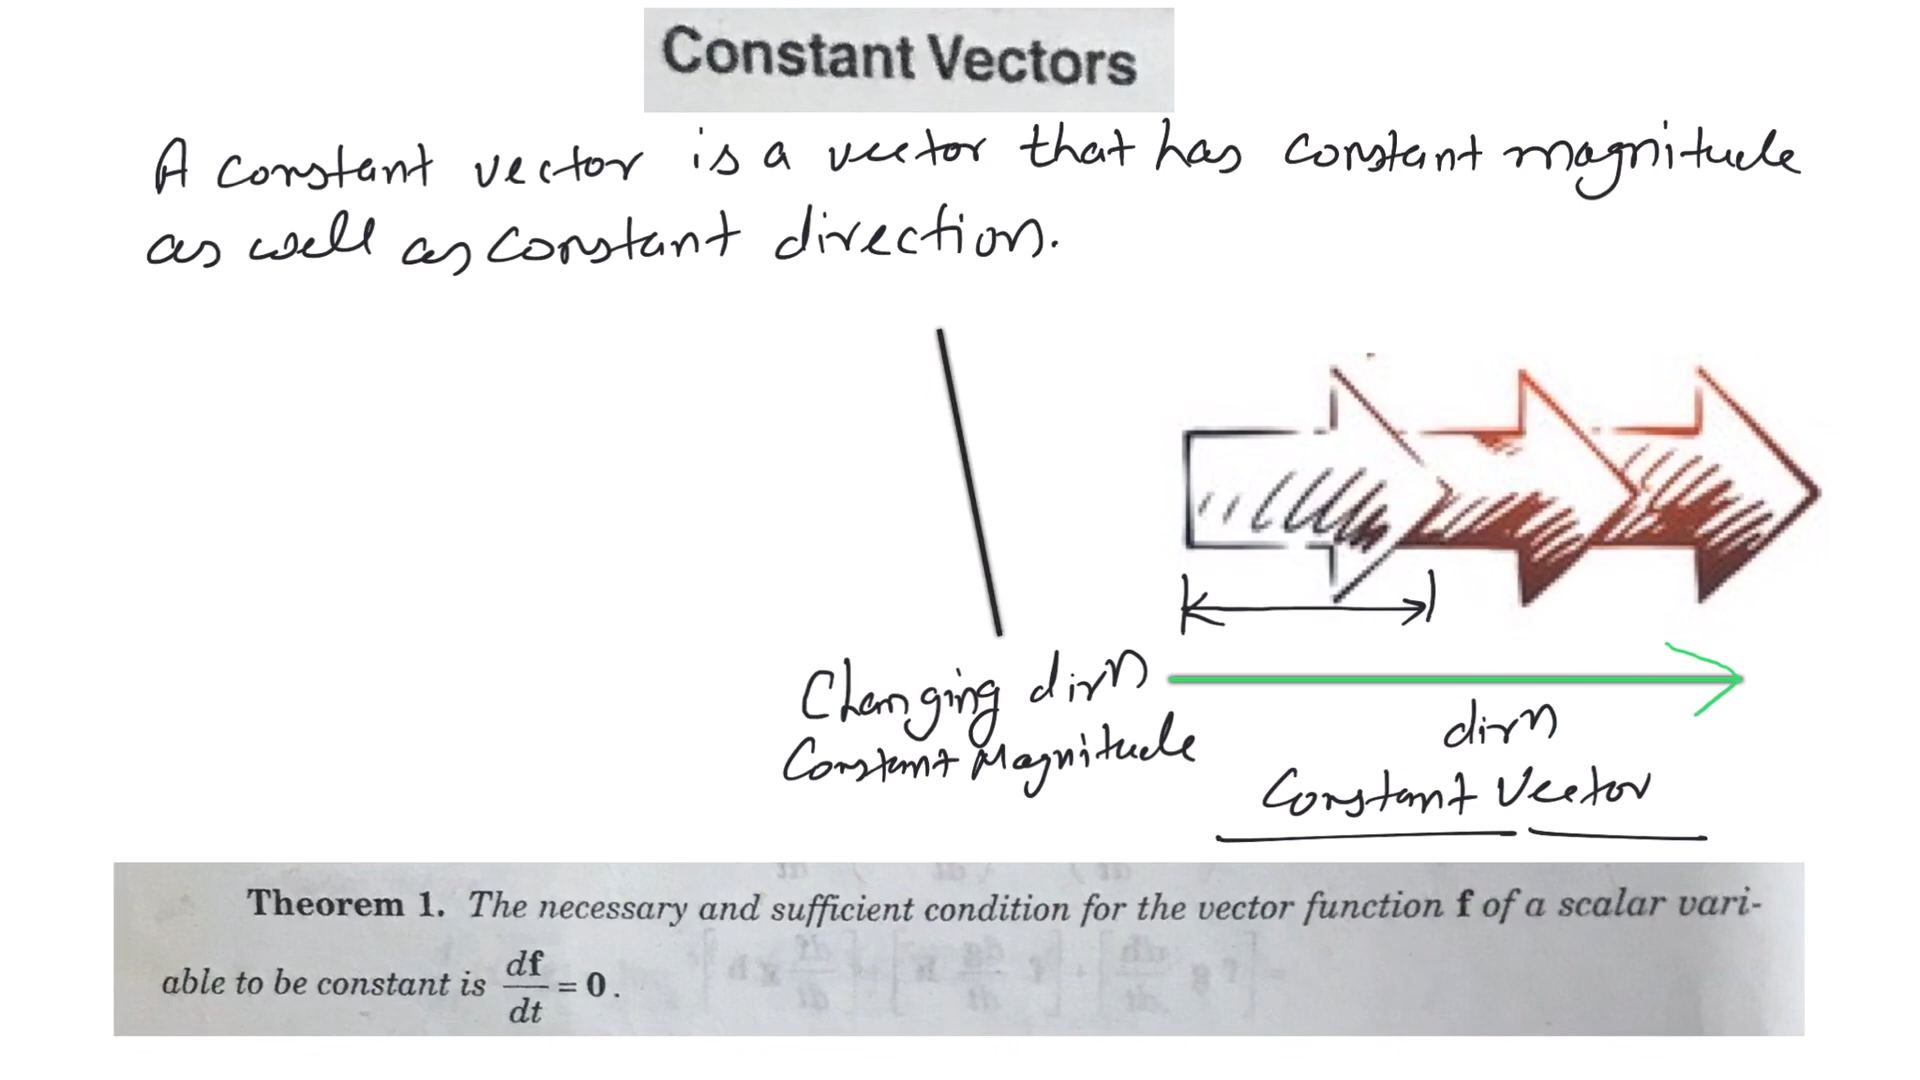 Constant Vectors
A constant vector is a vector that has constant magnitude
as well as constant direction.
Changing dirn
Constant Magnitude
dirn
Constant Vector
Theorem 1. The necessary and sufficient condition for the vector function f of a scalar vari-
able to be constant is df/dt = 0.